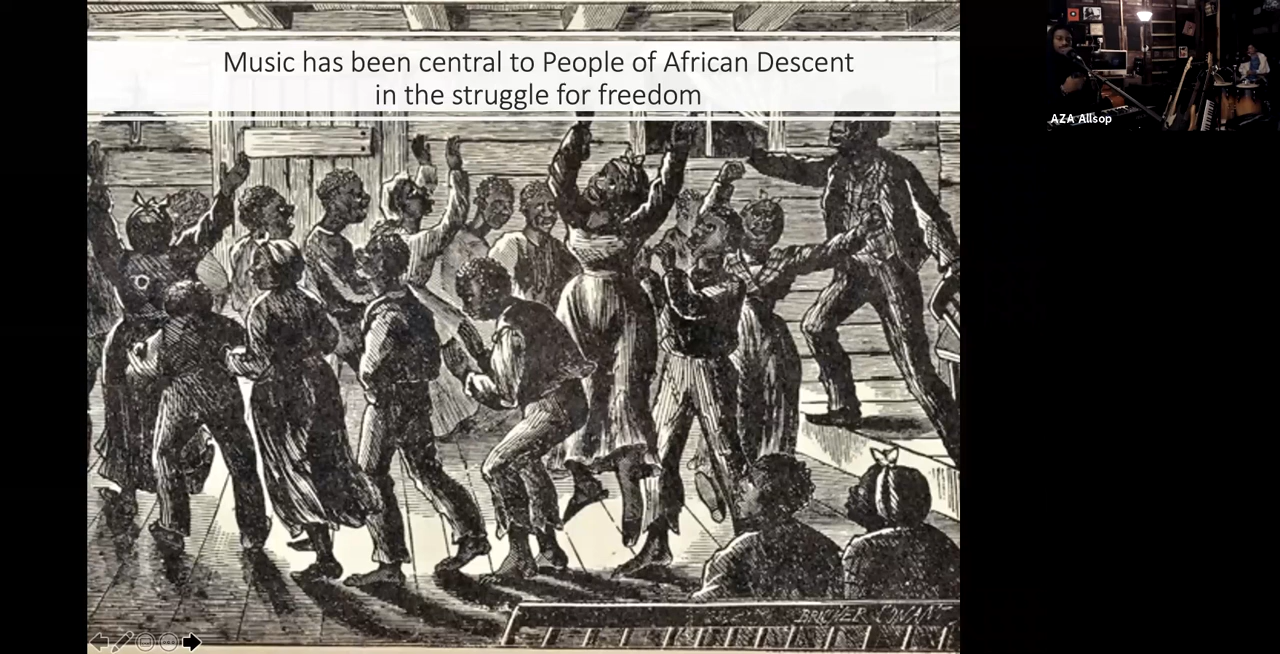 Music has been central to People of African Descent
in the struggle for freedom
AZA Allsop